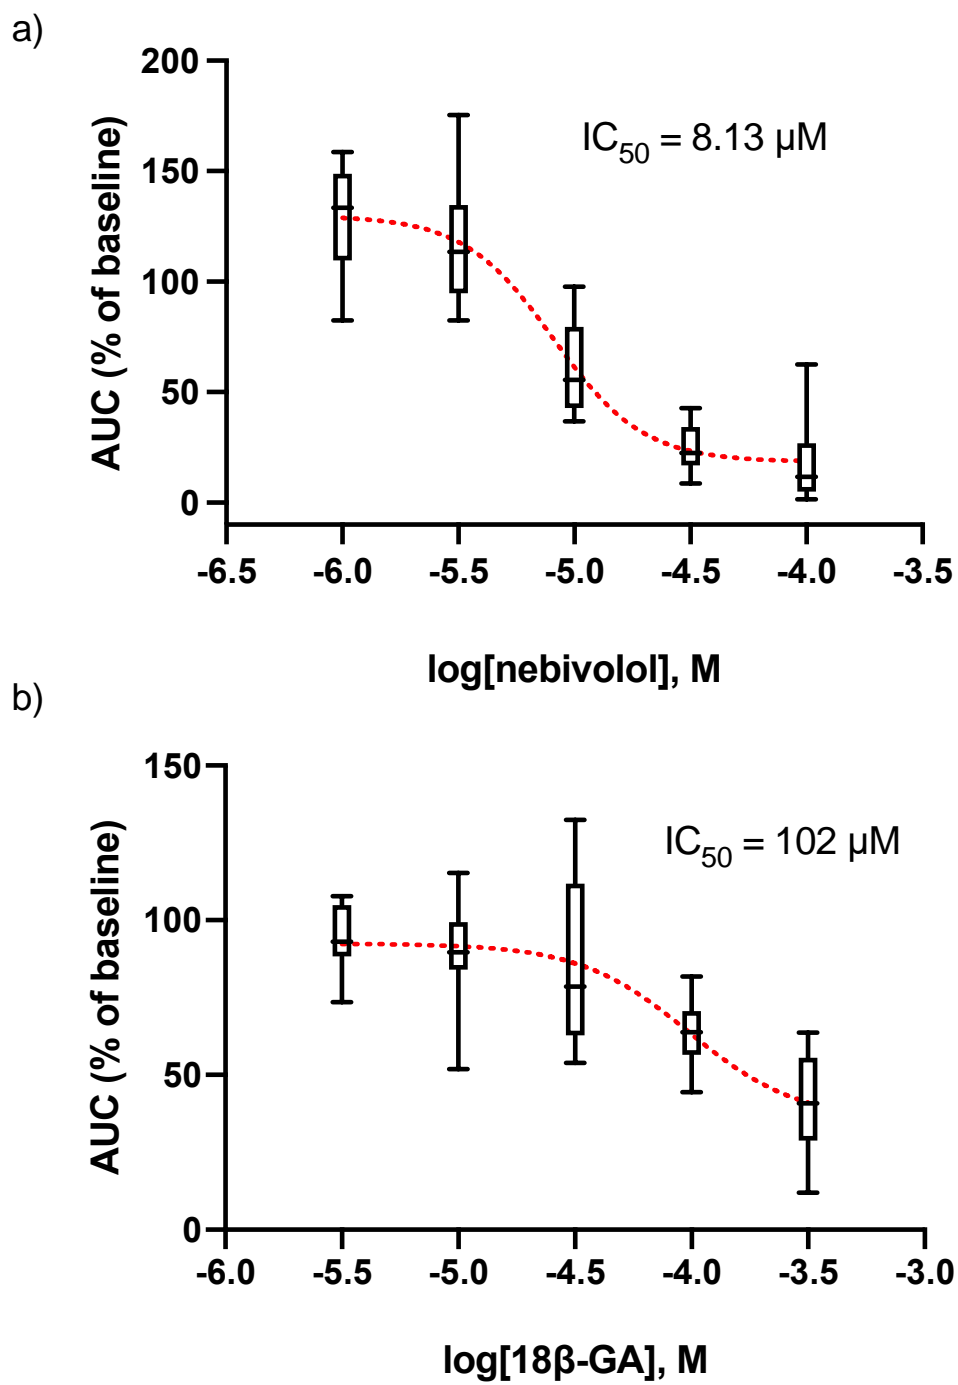 a)
200
150
100
50
0
AUC (% of baseline)
IC50 = 8.13 µM
-6.5 -6.0 -5.5 -5.0 -4.5 -4.0 -3.5
log[nebivolol], M
b)
150
100
50
0
AUC (% of baseline)
IC50 = 102 µM
-6.0 -5.5 -5.0 -4.5 -4.0 -3.5 -3.0
log[18β-GA], M